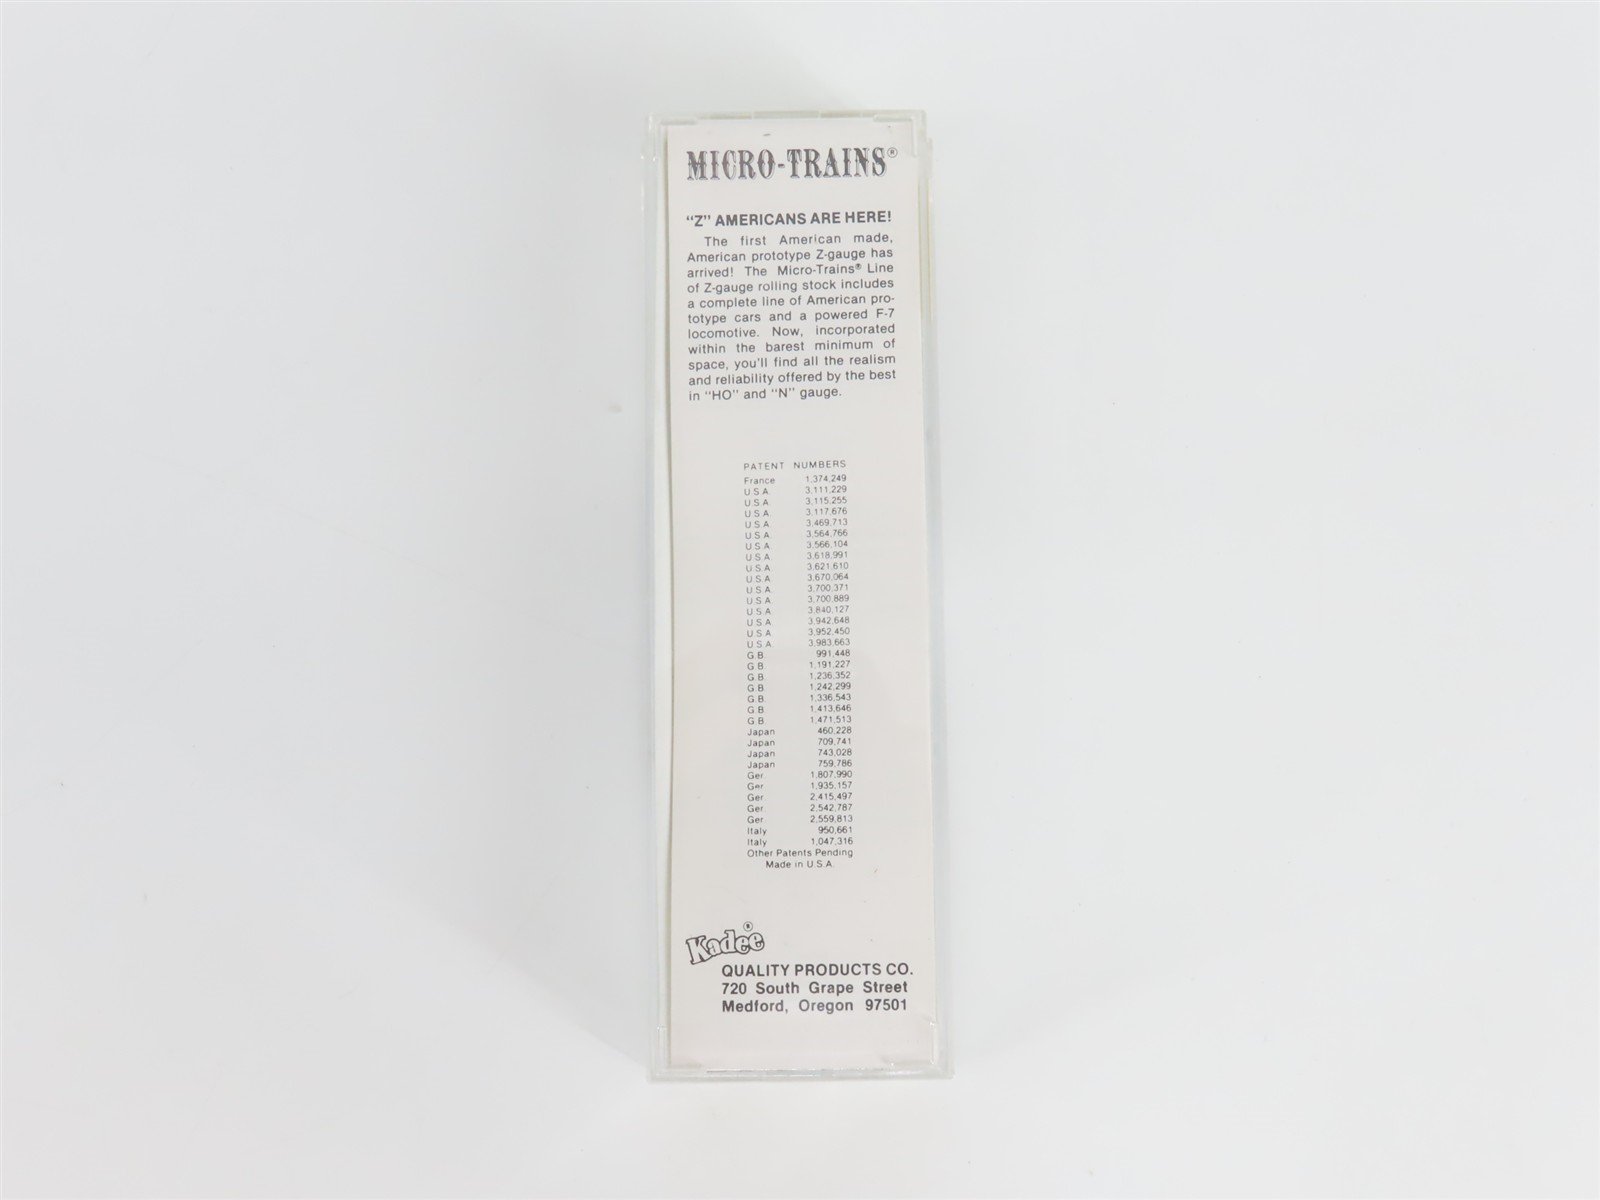 MICRO-TRAINS®
"Z" AMERICANS ARE HERE!
The first American made,
American prototype Z-gauge has
arrived! The Micro-Trains® Line
of Z-gauge rolling stock includes
a complete line of American pro-
totype cars and a powered F-7
locomotive. Now, incorporated
within the barest minimum of
space, you'll find all the realism
and reliability offered by the best
in "HO" and "N" gauge.
PATENT NUMBERS
France 1,374,249
U.S.A. 3,111,229
U.S.A. 3,115,255
U.S.A. 3,117,676
U.S.A. 3,469,713
U.S.A. 3,564,766
U.S.A. 3,566,104
U.S.A. 3,618,991
U.S.A. 3,621,610
U.S.A. 3,670,064
U.S.A. 3,700,371
U.S.A. 3,700,889
U.S.A. 3,840,127
U.S.A. 3,942,648
U.S.A. 3,952,450
U.S.A. 3,983,663
G.B. 991,448
G.B. 1,191,227
G.B. 1,236,352
G.B. 1,242,299
G.B. 1,336,543
G.B. 1,413,646
G.B. 1,471,513
Japan 460,228
Japan 709,741
Japan 743,028
Japan 759,786
Ger. 1,807,990
Ger. 1,935,157
Ger. 2,415,497
Ger. 2,542,787
Ger. 2,559,813
Italy 950,661
Italy 1,047,316
Other Patents Pending
Made in U.S.A.
Kadee®
QUALITY PRODUCTS CO.
720 South Grape Street
Medford, Oregon 97501